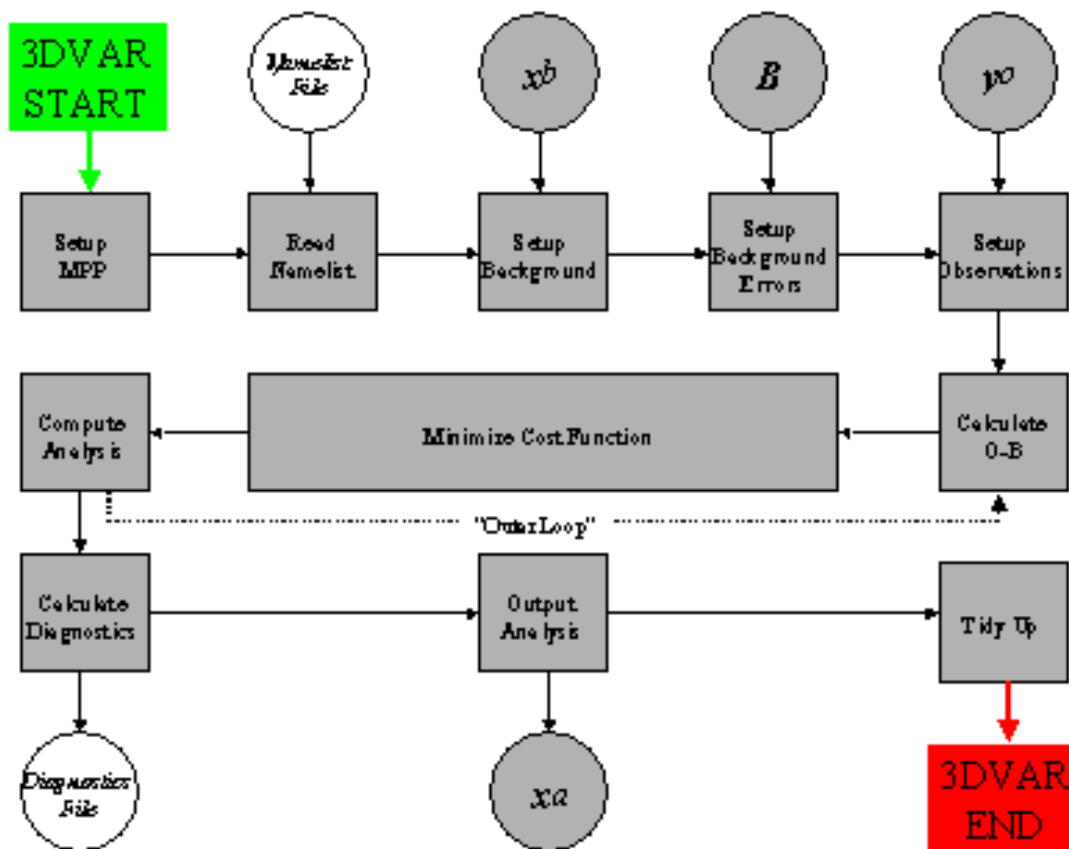 3DVAR
START
Namelist
File
xb
B
yo
Setup
MPP
Read
Namelist
Setup
Background
Setup
Background
Errors
Setup
Observations
Compute
Analysis
Minimize Cost Function
Calculate
O-B
"Outer Loop"
Calculate
Diagnostics
Output
Analysis
Tidy Up
Diagnostics
File
xa
3DVAR
END